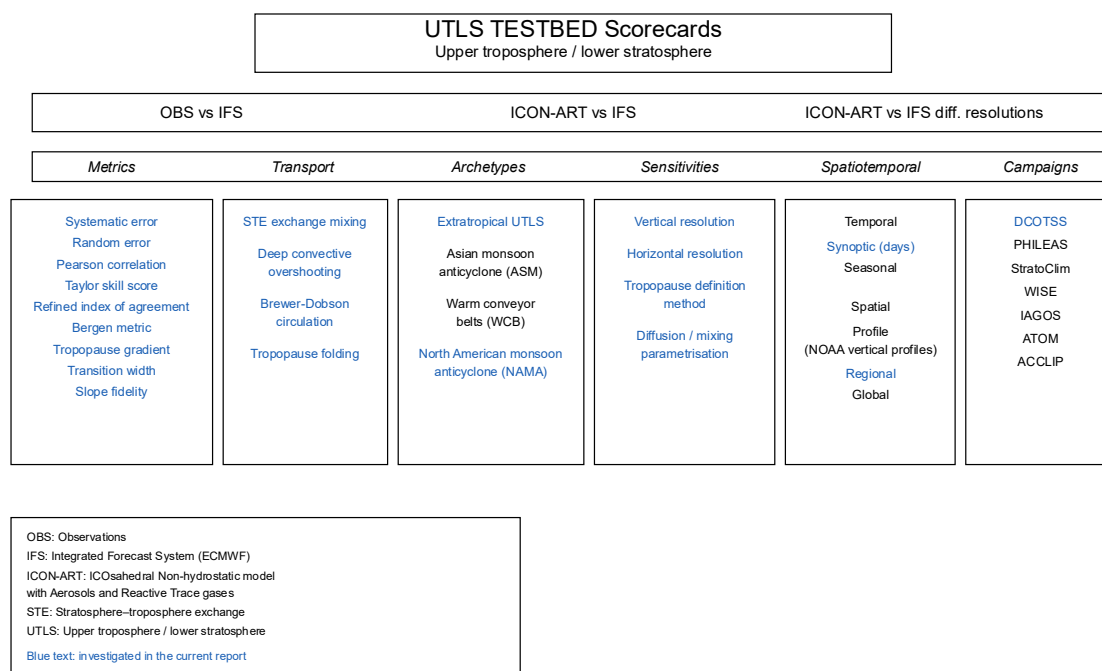 UTLS TESTBED Scorecards
Upper troposphere / lower stratosphere
OBS vs IFS
ICON-ART vs IFS
ICON-ART vs IFS diff. resolutions
Metrics
Transport
Archetypes
Sensitivities
Spatiotemporal
Campaigns
Systematic error
Random error
Pearson correlation
Taylor skill score
Refined index of agreement
Bergen metric
Tropopause gradient
Transition width
Slope fidelity
STE exchange mixing
Deep convective
overshooting
Brewer-Dobson
circulation
Tropopause folding
Extratropical UTLS
Asian monsoon
anticyclone (ASM)
Warm conveyor
belts (WCB)
North American monsoon
anticyclone (NAMA)
Vertical resolution
Horizontal resolution
Tropopause definition
method
Diffusion / mixing
parametrisation
Temporal
Synoptic (days)
Seasonal
Spatial
Profile
(NOAA vertical profiles)
Regional
Global
DCOTSS
PHILEAS
StratoClim
WISE
IAGOS
ATOM
ACCLIP
OBS: Observations
IFS: Integrated Forecast System (ECMWF)
ICON-ART: ICOsahedral Non-hydrostatic model
with Aerosols and Reactive Trace gases
STE: Stratosphere–troposphere exchange
UTLS: Upper troposphere / lower stratosphere
Blue text: investigated in the current report